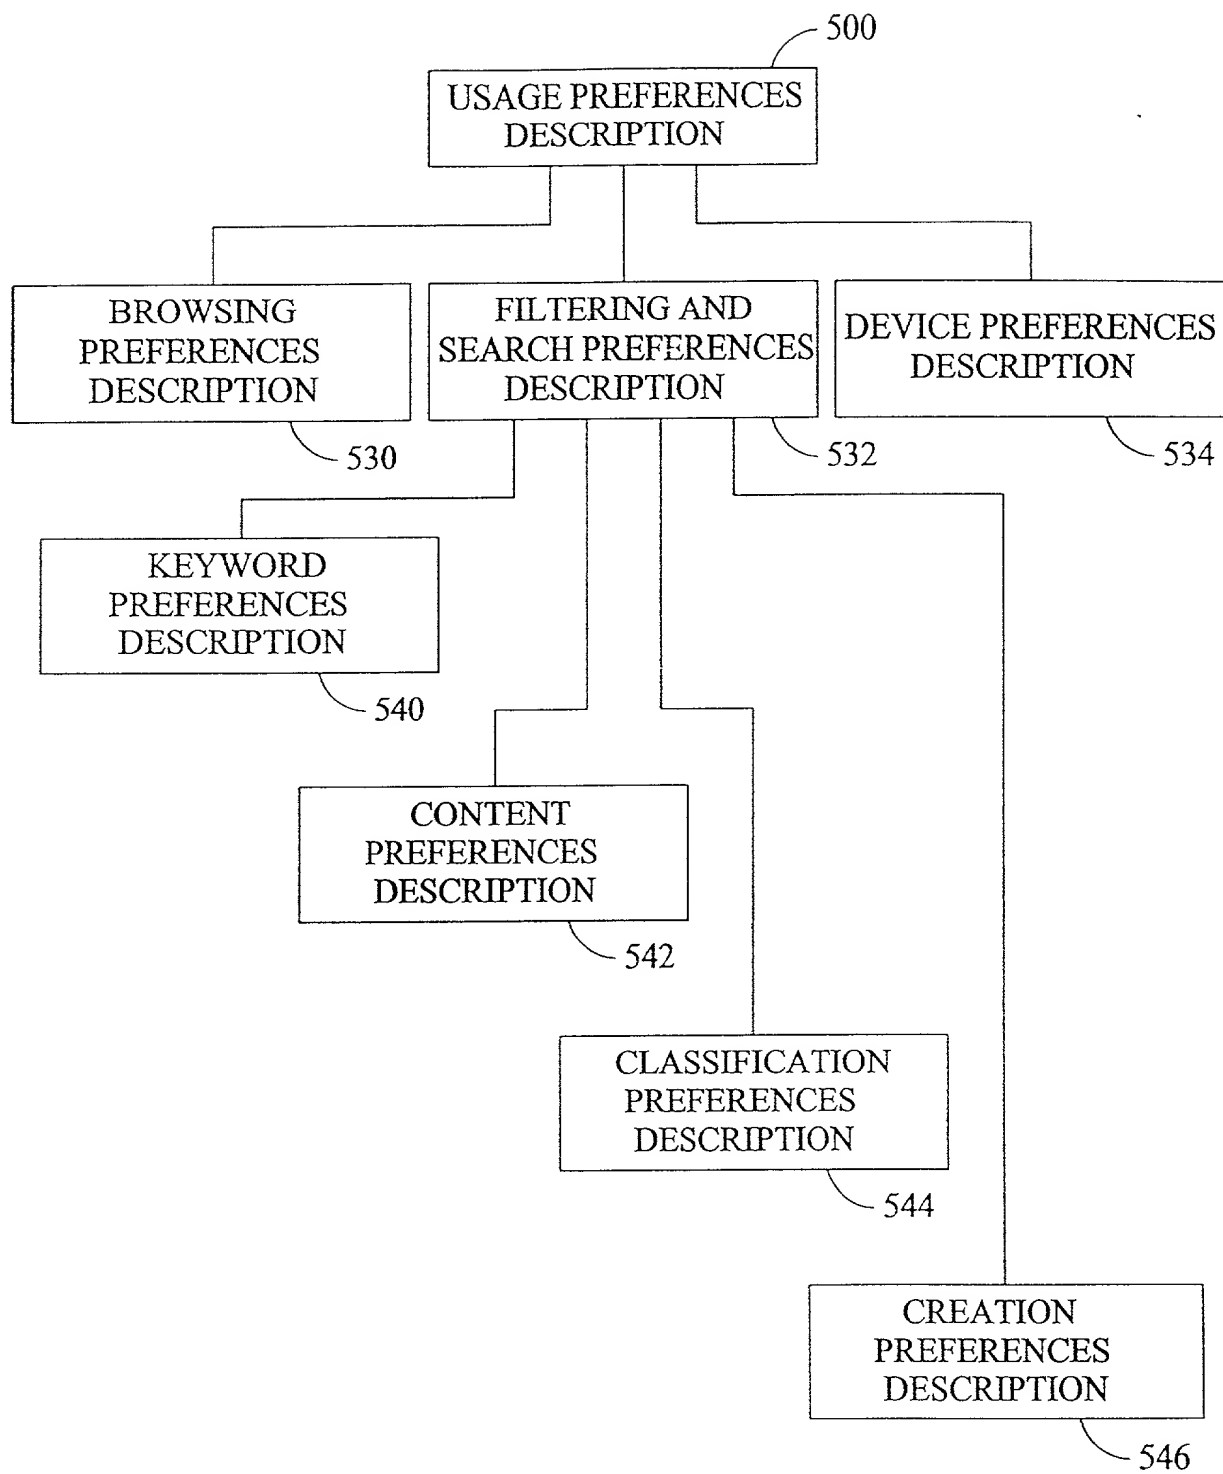 500
USAGE PREFERENCES
DESCRIPTION
BROWSING
PREFERENCES
DESCRIPTION
530
FILTERING AND
SEARCH PREFERENCES
DESCRIPTION
532
DEVICE PREFERENCES
DESCRIPTION
534
KEYWORD
PREFERENCES
DESCRIPTION
540
CONTENT
PREFERENCES
DESCRIPTION
542
CLASSIFICATION
PREFERENCES
DESCRIPTION
544
CREATION
PREFERENCES
DESCRIPTION
546